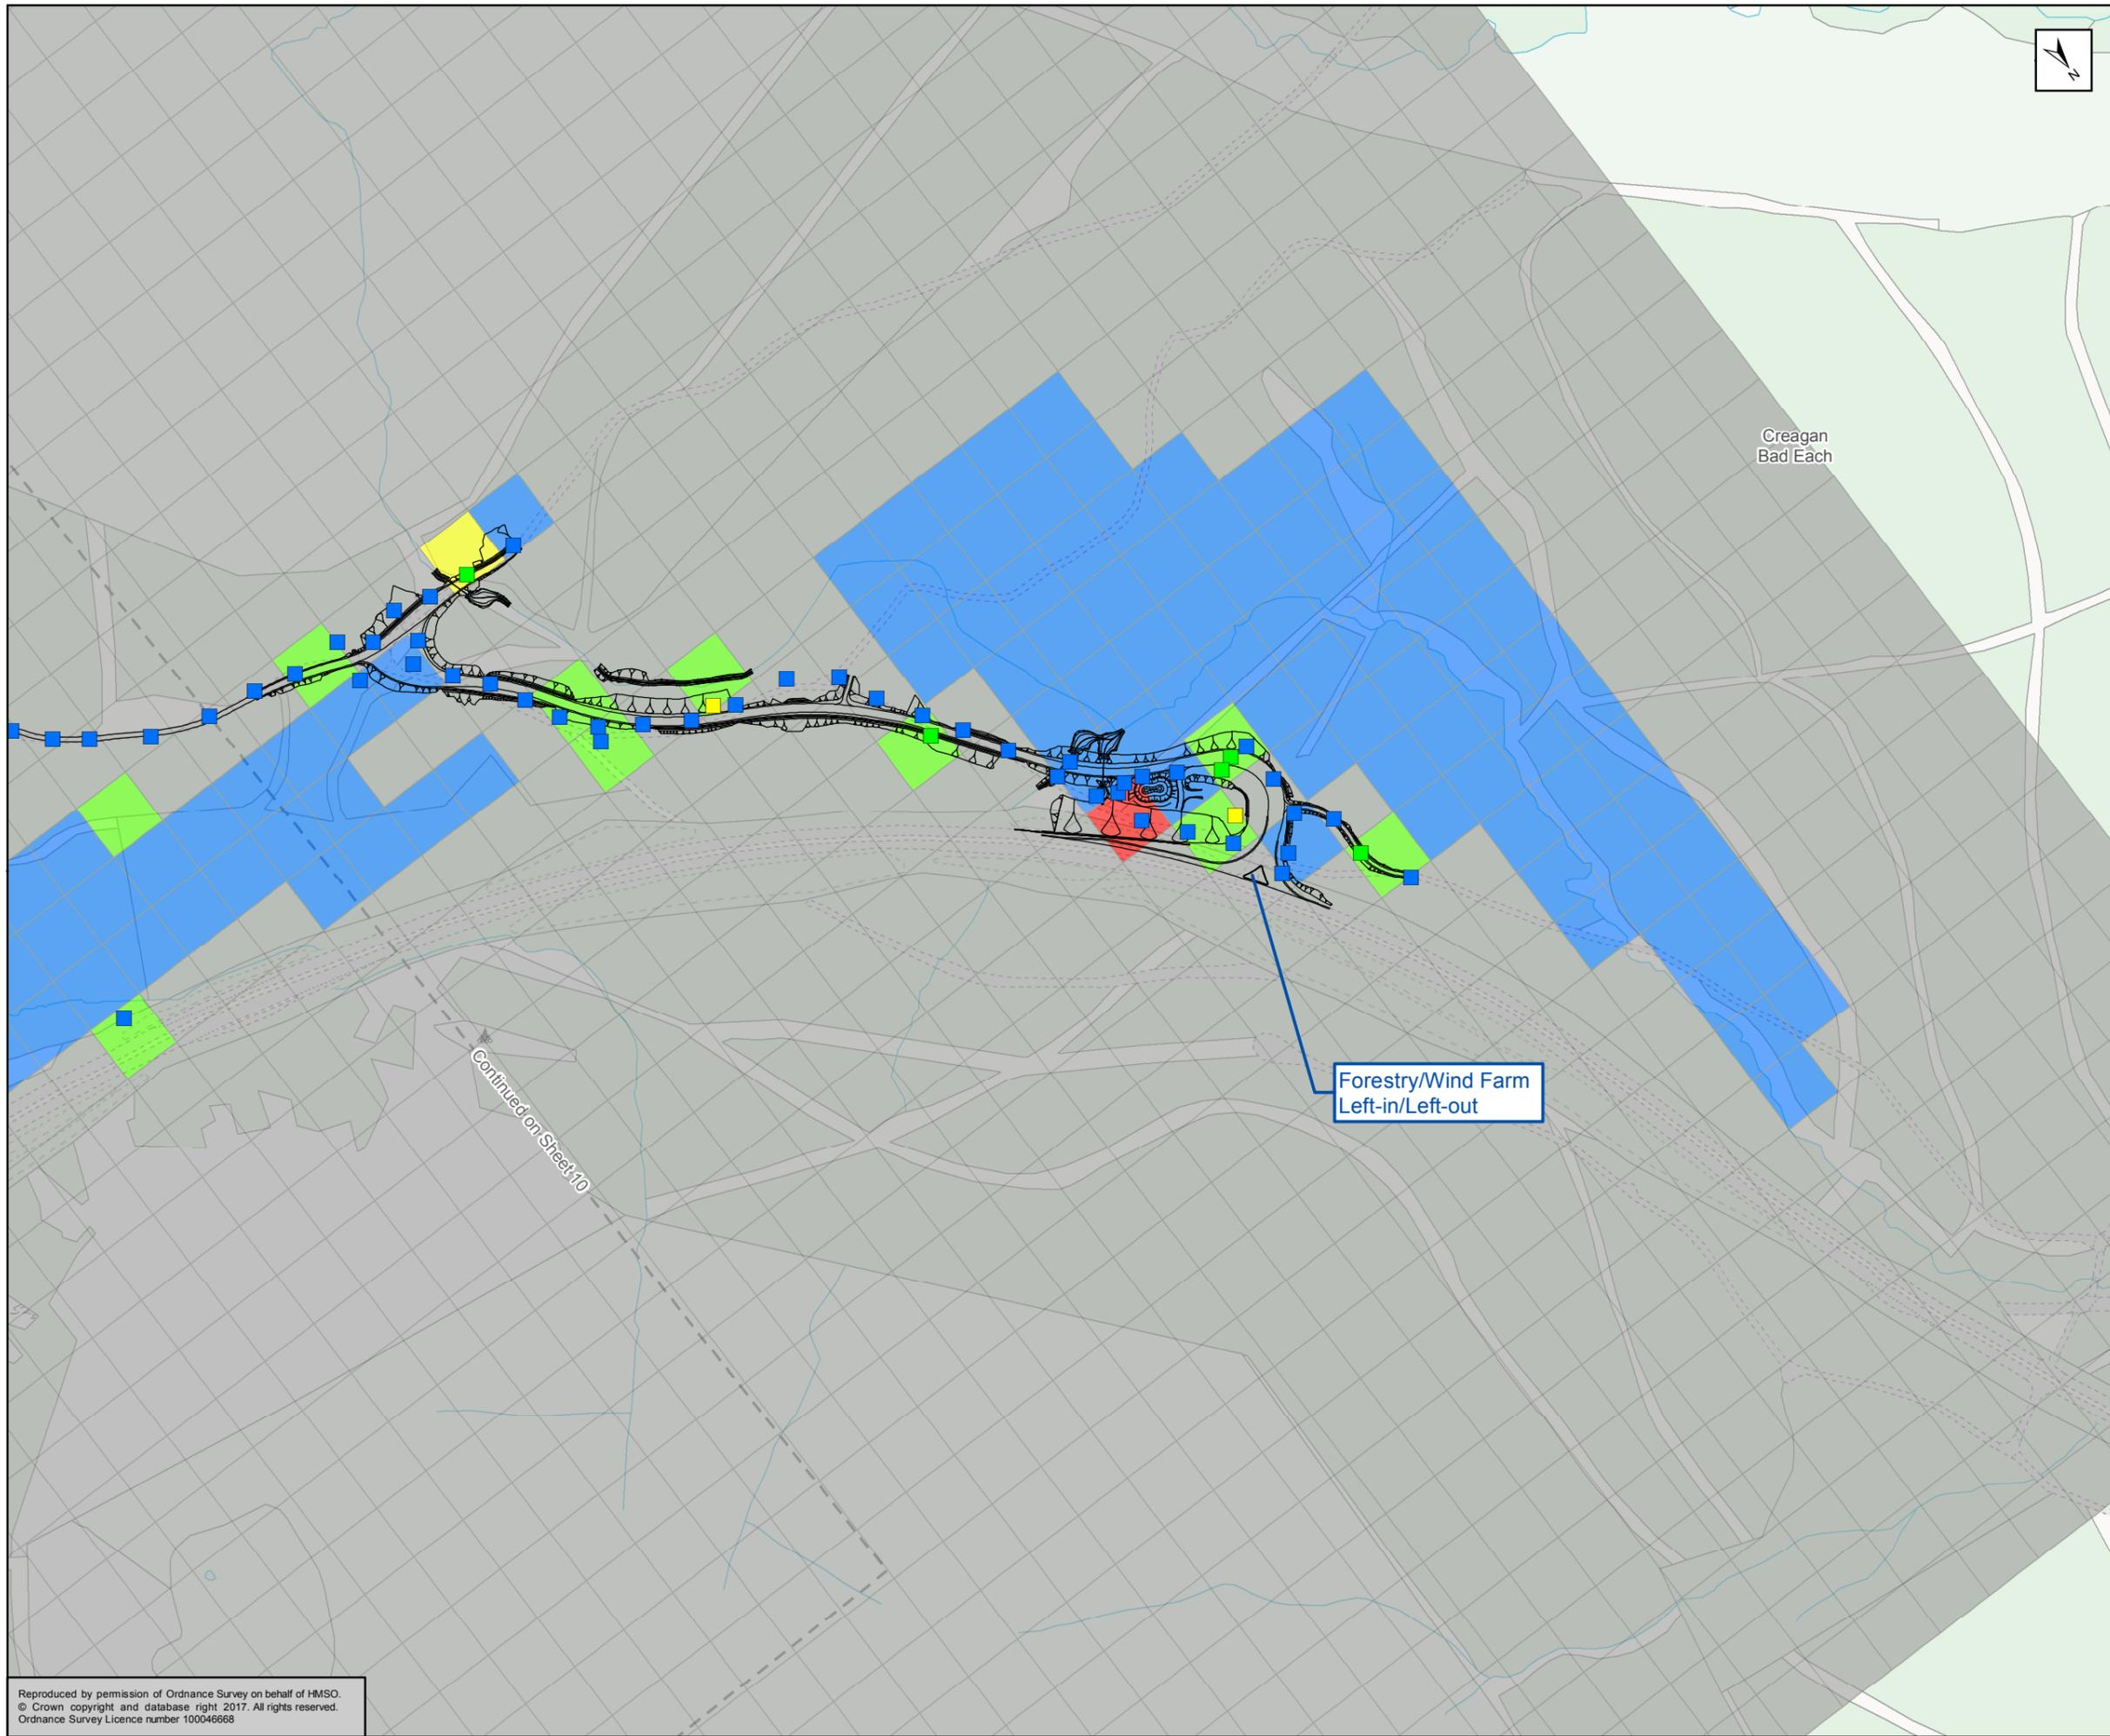 N
Creagan
Bad Each
Forestry/Wind Farm
Left-in/Left-out
Continued on Sheet 10
Reproduced by permission of Ordnance Survey on behalf of HMSO.
© Crown copyright and database right 2017. All rights reserved.
Ordnance Survey Licence number 100046668